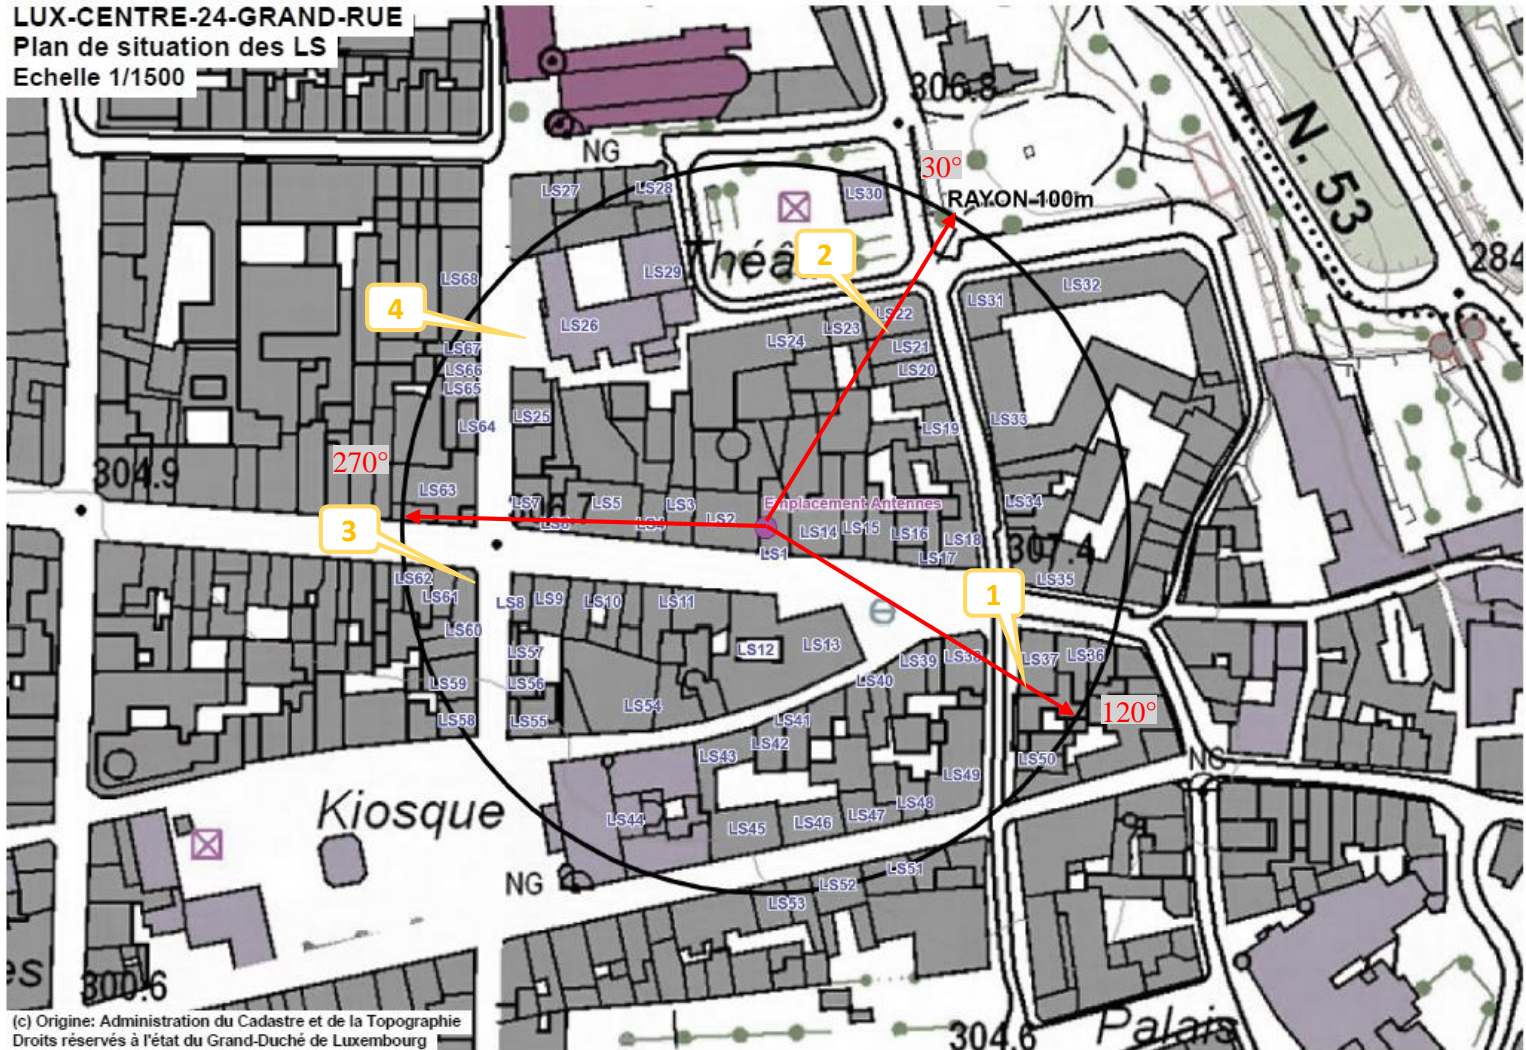 LUX-CENTRE-24-GRAND-RUE
Plan de situation des LS
Echelle 1/1500
306.8
N. 53
NG
30°
LS27
LS28
LS30
RAYON 100m
Théâ
2
284
LS68
LS29
LS32
LS31
4
LS26
LS22
LS23
LS24
LS21
LS67
LS66
LS20
LS65
LS25
LS64
LS19
LS33
270°
304.9
LS63
LS7
LS5
LS3
Emplacement Antennes
LS34
LS4
LS2
LS14
LS15
LS16
LS18
3
307.4
LS1
LS17
LS62
LS35
LS61
LS8
LS9
LS10
LS11
1
LS60
LS13
LS57
LS12
LS39
LS38
LS37
LS36
LS59
LS56
LS40
LS54
120°
LS58
LS55
LS41
LS42
LS43
LS50
NG
LS49
Kiosque
LS48
LS44
LS45
LS46
LS47
NG
LS51
LS52
LS53
es
300.6
(c) Origine: Administration du Cadastre et de la Topographie
Droits réservés à l'état du Grand-Duché de Luxembourg
304.6
Palais